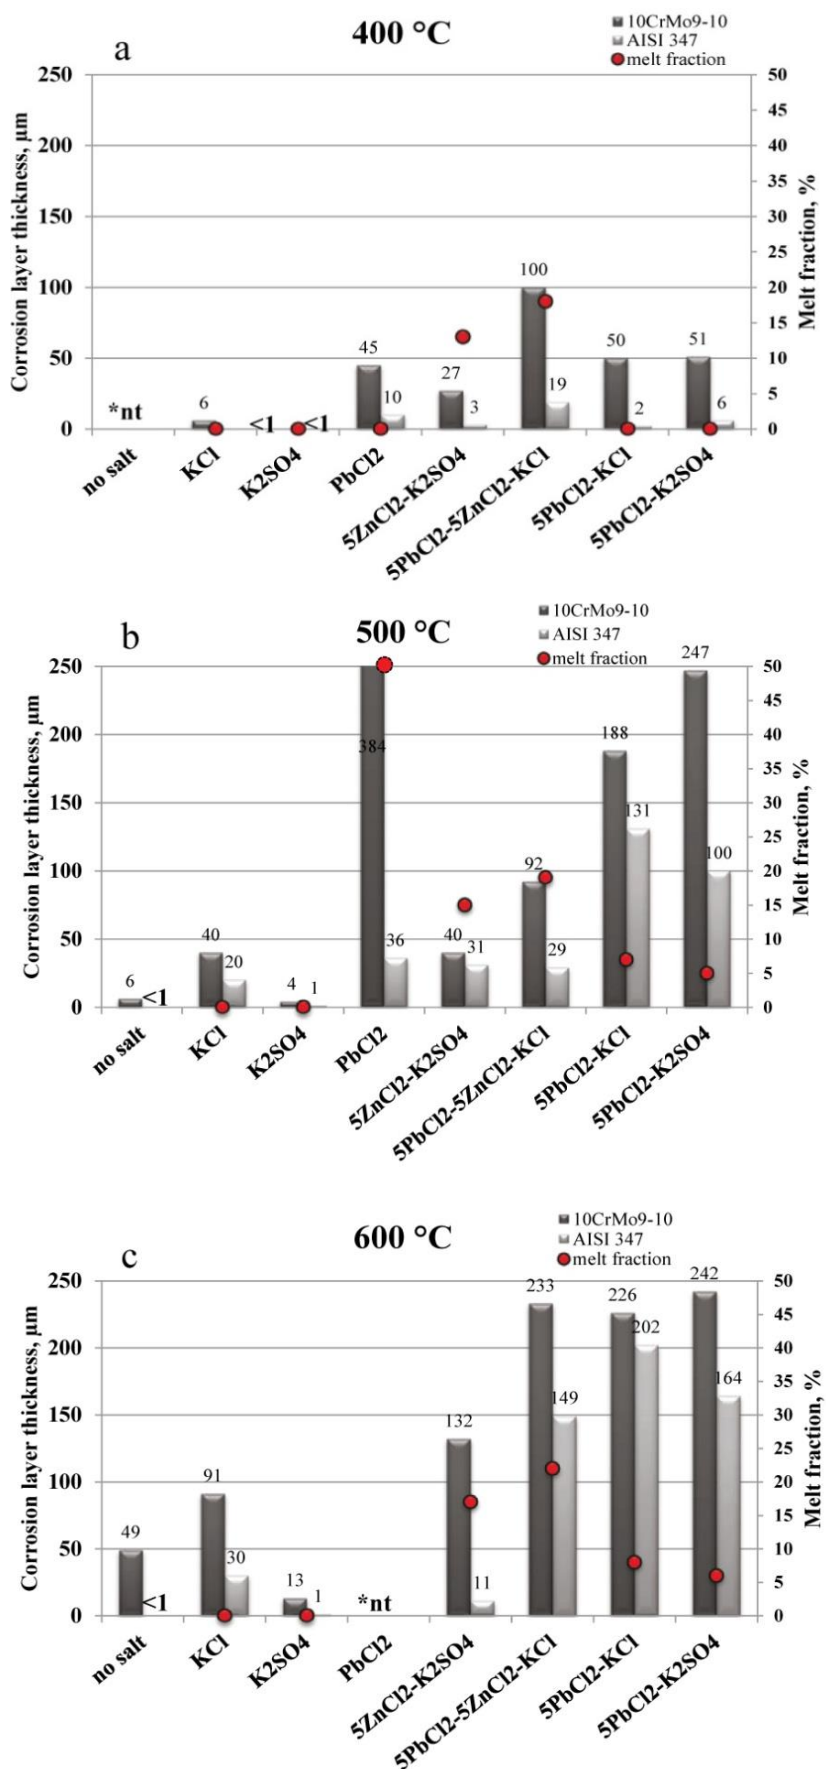 a
400 °C
10CrMo9-10
AISI 347
melt fraction
Corrosion layer thickness, µm
250
200
150
100
50
0
*nt
6
<1
<1
45
10
27
3
100
19
50
2
51
6
50
45
40
35
30
25
20
15
10
5
0
Melt fraction, %
no salt
KCl
K2SO4
PbCl2
5ZnCl2-K2SO4
5PbCl2-5ZnCl2-KCl
5PbCl2-KCl
5PbCl2-K2SO4
b
500 °C
10CrMo9-10
AISI 347
melt fraction
Corrosion layer thickness, µm
250
200
150
100
50
0
6
<1
40
20
4
1
384
36
40
31
92
29
188
131
247
100
50
45
40
35
30
25
20
15
10
5
0
Melt fraction, %
no salt
KCl
K2SO4
PbCl2
5ZnCl2-K2SO4
5PbCl2-5ZnCl2-KCl
5PbCl2-KCl
5PbCl2-K2SO4
c
600 °C
10CrMo9-10
AISI 347
melt fraction
Corrosion layer thickness, µm
250
200
150
100
50
0
49
<1
91
30
13
1
*nt
132
11
233
149
226
202
242
164
50
45
40
35
30
25
20
15
10
5
0
Melt fraction, %
no salt
KCl
K2SO4
PbCl2
5ZnCl2-K2SO4
5PbCl2-5ZnCl2-KCl
5PbCl2-KCl
5PbCl2-K2SO4